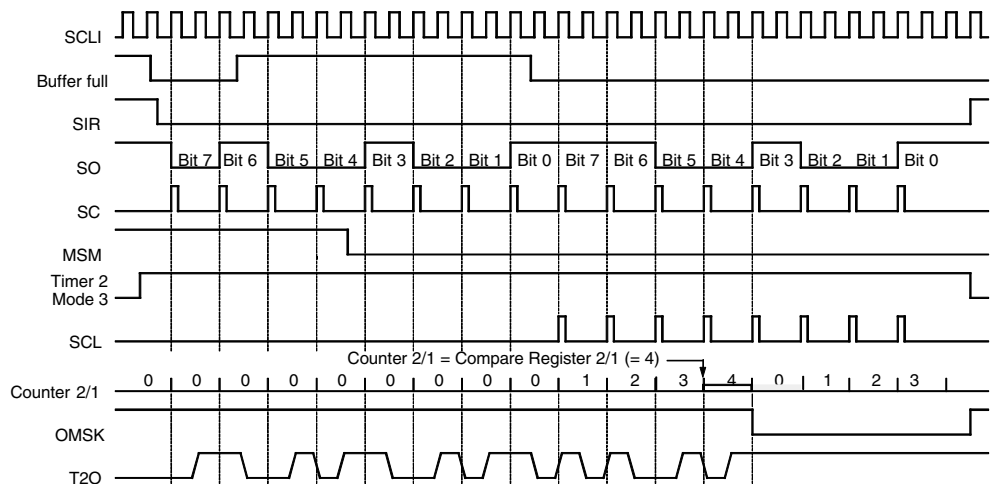 SCLI
Buffer full
SIR
SO Bit 7 Bit 6 Bit 5 Bit 4 Bit 3 Bit 2 Bit 1 Bit 0 Bit 7 Bit 6 Bit 5 Bit 4 Bit 3 Bit 2 Bit 1 Bit 0
SC
MSM
Timer 2
Mode 3
SCL
Counter 2/1 = Compare Register 2/1 (= 4)
Counter 2/1 0 0 0 0 0 0 0 0 0 1 2 3 4 0 1 2 3
OMSK
T2O